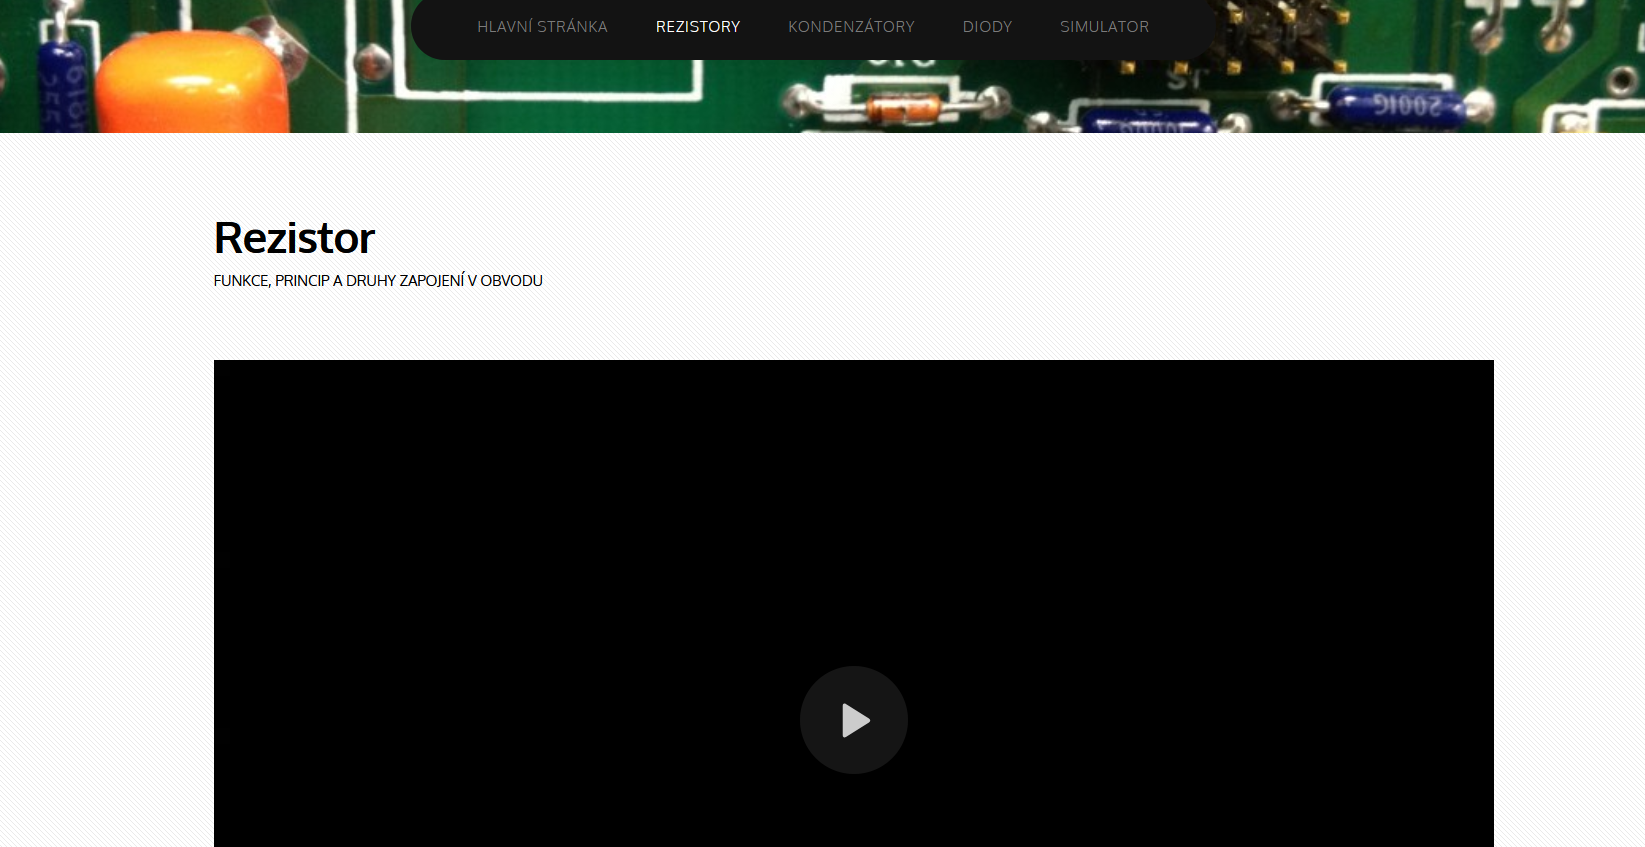 HLAVNÍ STRÁNKA
REZISTORY
KONDENZÁTORY
DIODY
SIMULATOR
Rezistor
FUNKCE, PRINCIP A DRUHY ZAPOJENÍ V OBVODU